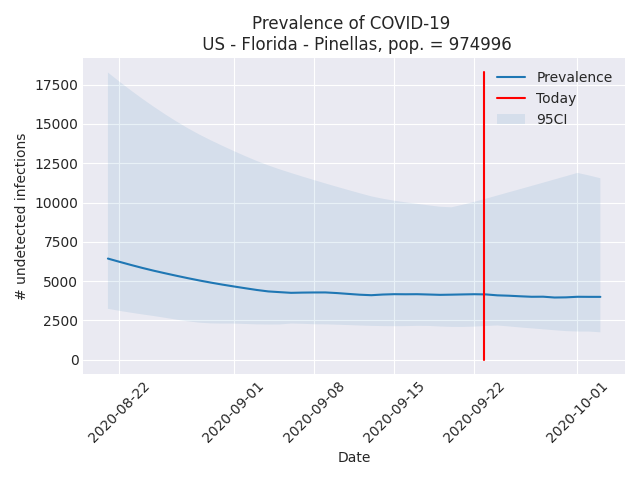 Prevalence of COVID-19
US - Florida - Pinellas, pop. = 974996
Prevalence
Today
95CI
17500
15000
12500
10000
7500
5000
2500
0
# undetected infections
2020-08-22
2020-09-01
2020-09-08
2020-09-15
2020-09-22
2020-10-01
Date